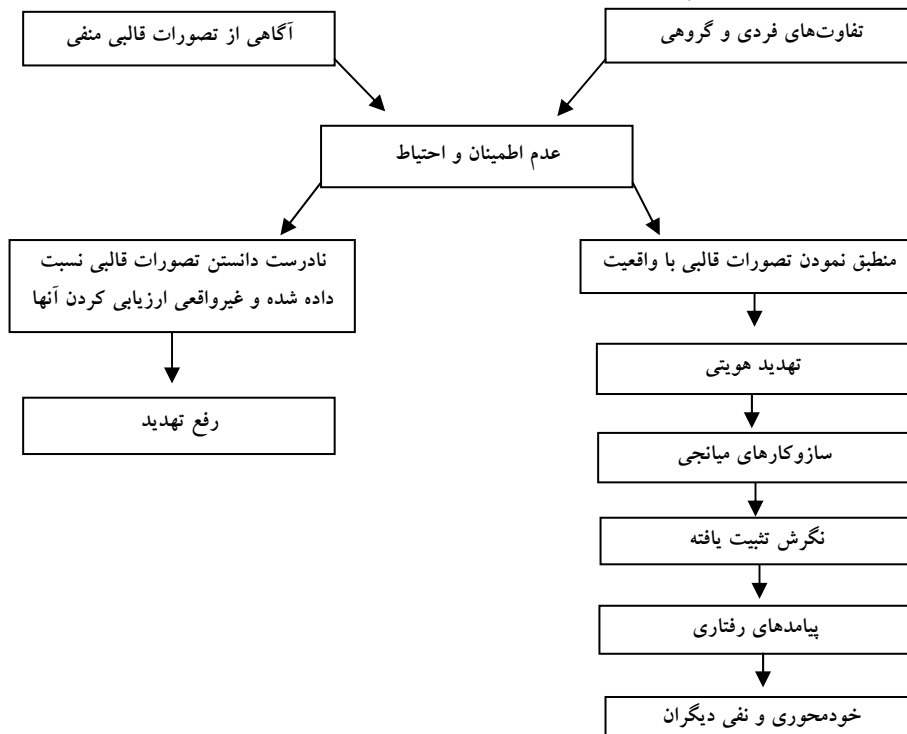 تفاوت‌های فردی و گروهی
آگاهی از تصورات قالبی منفی
عدم اطمینان و احتیاط
منطبق نمودن تصورات قالبی با واقعیت
نادرست دانستن تصورات قالبی نسبت
داده شده و غیرواقعی ارزیابی کردن آنها
تهدید هویتی
رفع تهدید
سازوکارهای میانجی
نگرش تثبیت یافته
پیامدهای رفتاری
خودمحوری و نفی دیگران